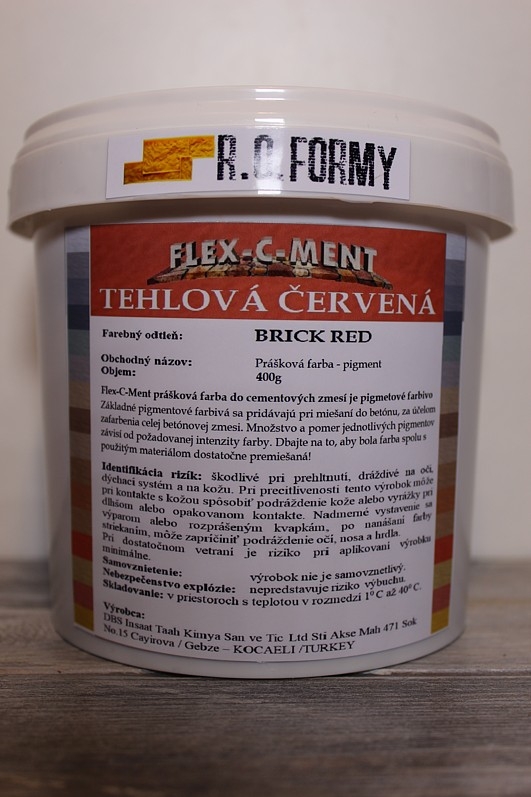 R.C.FORMY
FLEX-C-MENT
TEHLOVÁ ČERVENÁ
Farebný odtieň: BRICK RED
Obchodný názov: Prášková farba - pigment
Objem: 400g
Flex-C-Ment prášková farba do cementových zmesí je pigmetové farbivo
Základné pigmentové farbivá sa pridávajú pri miešaní do betónu, za účelom
zafarbenia celej betónovej zmesi. Množstvo a pomer jednotlivých pigmentov
závisí od požadovanej intenzity farby. Dbajte na to, aby bola farba spolu s
použitým materiálom dostatočne premiešaná!
Identifikácia rizík: škodlivé pri prehltnutí, dráždivé na oči,
dýchací systém a na kožu. Pri precitlivenosti tento výrobok môže
pri kontakte s kožou spôsobiť podráždenie kože alebo vyrážky pri
dlhšom alebo opakovanom kontakte. Nadmerné vystavenie sa
výparom alebo rozprášeným kvapkám, po nanášaní farby
striekaním, môže zapríčiniť podráždenie oči, nosa a hrdla.
Pri dostatočnom vetraní je riziko pri aplikovaní výrobku
minimálne.
Samovznietenie: výrobok nie je samovznetlivý.
Nebezpečenstvo explózie: nepredstavuje riziko výbuchu.
Skladovanie: v priestoroch s teplotou v rozmedzí 1⁰ C až 40⁰ C.
Výrobca:
DBS Insaat Taah Kimya San ve Tic Ltd Sti Akse Mah 471 Sok
No.15 Cayirova / Gebze – KOCAELI /TURKEY